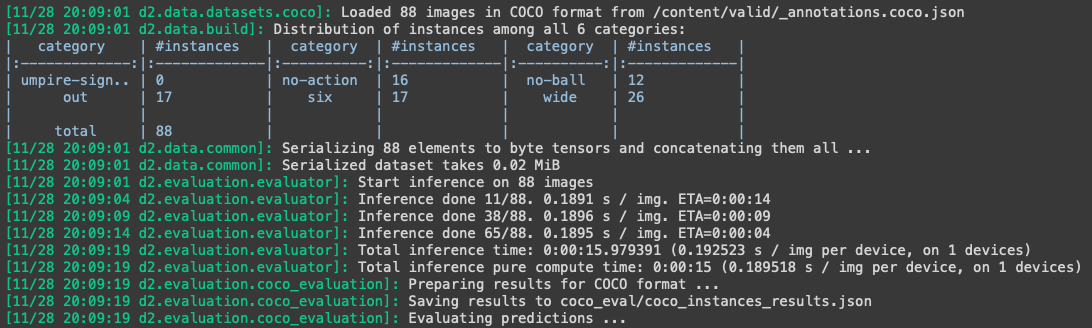 [11/28 20:09:01 d2.data.datasets.coco]: Loaded 88 images in COCO format from /content/valid/_annotations.coco.json
[11/28 20:09:01 d2.data.build]: Distribution of instances among all 6 categories:
|   category    | #instances   |  category  | #instances   |  category  | #instances   |
|:-------------:|:-------------|:----------:|:-------------|:----------:|:-------------|
| umpire-sign.. | 0            | no-action  | 16           |  no-ball   | 12           |
|      out      | 17           |    six     | 17           |    wide    | 26           |
|               |              |            |              |            |              |
|     total     | 88           |            |              |            |              |
[11/28 20:09:01 d2.data.common]: Serializing 88 elements to byte tensors and concatenating them all ...
[11/28 20:09:01 d2.data.common]: Serialized dataset takes 0.02 MiB
[11/28 20:09:01 d2.evaluation.evaluator]: Start inference on 88 images
[11/28 20:09:04 d2.evaluation.evaluator]: Inference done 11/88. 0.1891 s / img. ETA=0:00:14
[11/28 20:09:09 d2.evaluation.evaluator]: Inference done 38/88. 0.1896 s / img. ETA=0:00:09
[11/28 20:09:14 d2.evaluation.evaluator]: Inference done 65/88. 0.1895 s / img. ETA=0:00:04
[11/28 20:09:19 d2.evaluation.evaluator]: Total inference time: 0:00:15.979391 (0.192523 s / img per device, on 1 devices)
[11/28 20:09:19 d2.evaluation.evaluator]: Total inference pure compute time: 0:00:15 (0.189518 s / img per device, on 1 devices)
[11/28 20:09:19 d2.evaluation.coco_evaluation]: Preparing results for COCO format ...
[11/28 20:09:19 d2.evaluation.coco_evaluation]: Saving results to coco_eval/coco_instances_results.json
[11/28 20:09:19 d2.evaluation.coco_evaluation]: Evaluating predictions ...